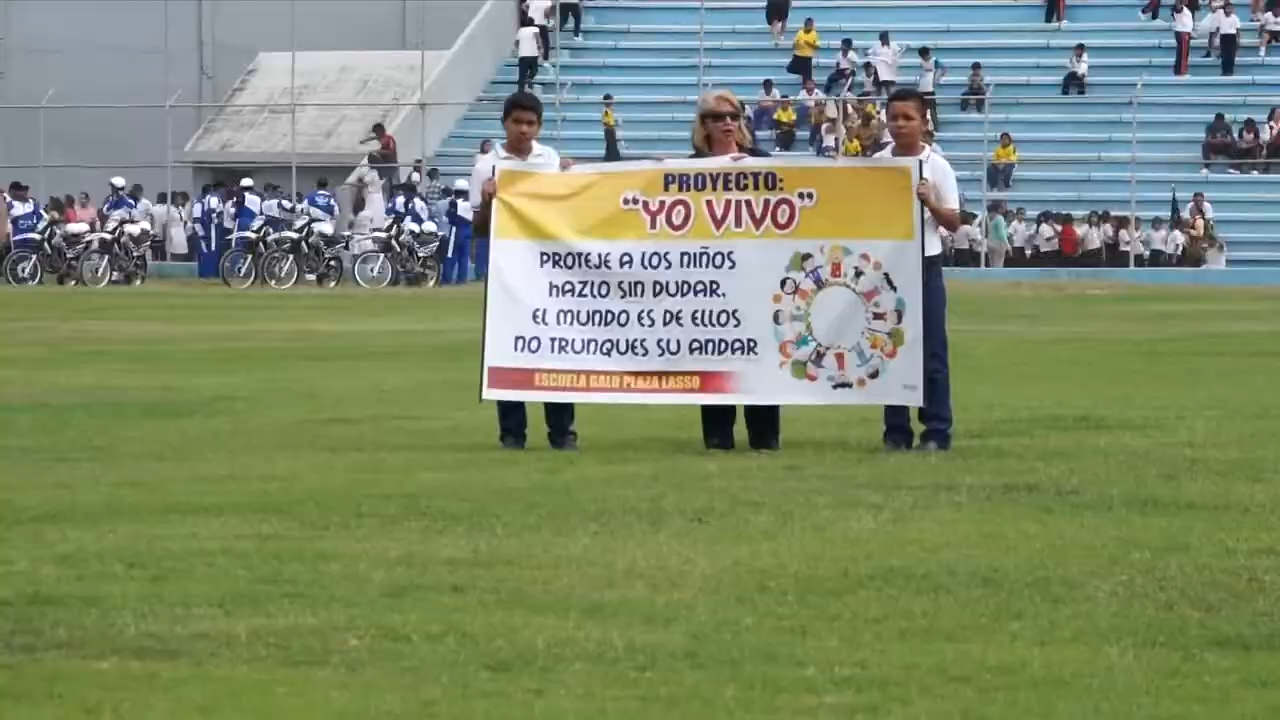 PROYECTO:
"YO VIVO"
PROTEJE A LOS NIÑOS
HAZLO SIN DUDAR,
EL MUNDO ES DE ELLOS
NO TRUNQUES SU ANDAR
ESCUELA GALO PLAZA LASSO